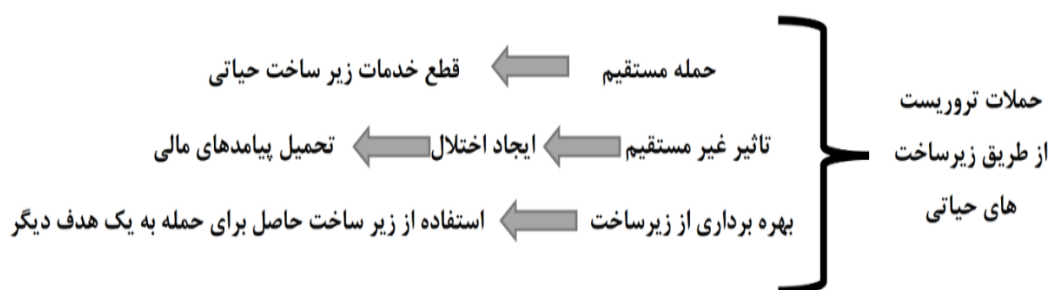 حملات تروریست
از طریق زیرساخت
های حیاتی
حمله مستقیم قطع خدمات زیر ساخت حیاتی
تاثیر غیر مستقیم ایجاد اختلال تحمیل پیامدهای مالی
بهره برداری از زیرساخت استفاده از زیر ساخت حاصل برای حمله به یک هدف دیگر